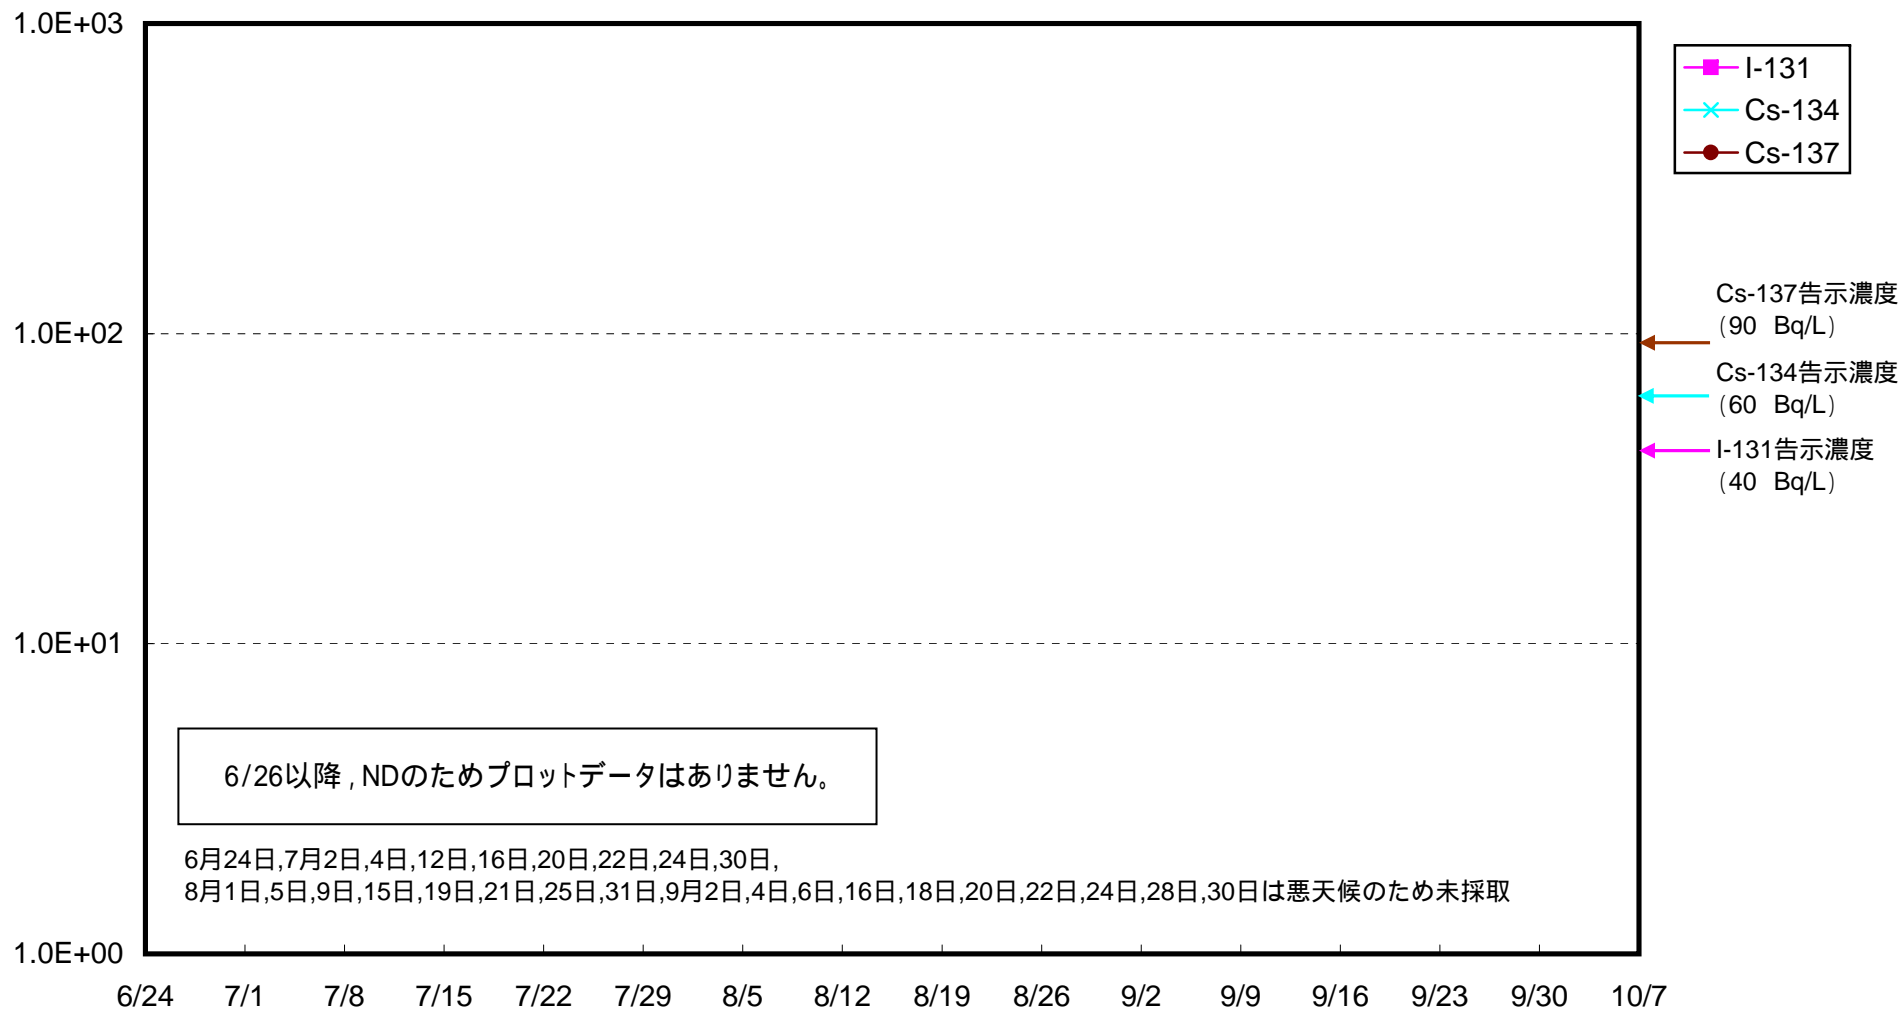 1.0E+03
1.0E+02
1.0E+01
1.0E+00
I-131
Cs-134
Cs-137
Cs-137告示濃度
(90 Bq/L)
Cs-134告示濃度
(60 Bq/L)
I-131告示濃度
(40 Bq/L)
6/26以降,NDのためプロットデータはありません。
6月24日,7月2日,4日,12日,16日,20日,22日,24日,30日,
8月1日,5日,9日,15日,19日,21日,25日,31日,9月2日,4日,6日,16日,18日,20日,22日,24日,28日,30日は悪天候のため未採取
6/24 7/1 7/8 7/15 7/22 7/29 8/5 8/12 8/19 8/26 9/2 9/9 9/16 9/23 9/30 10/7